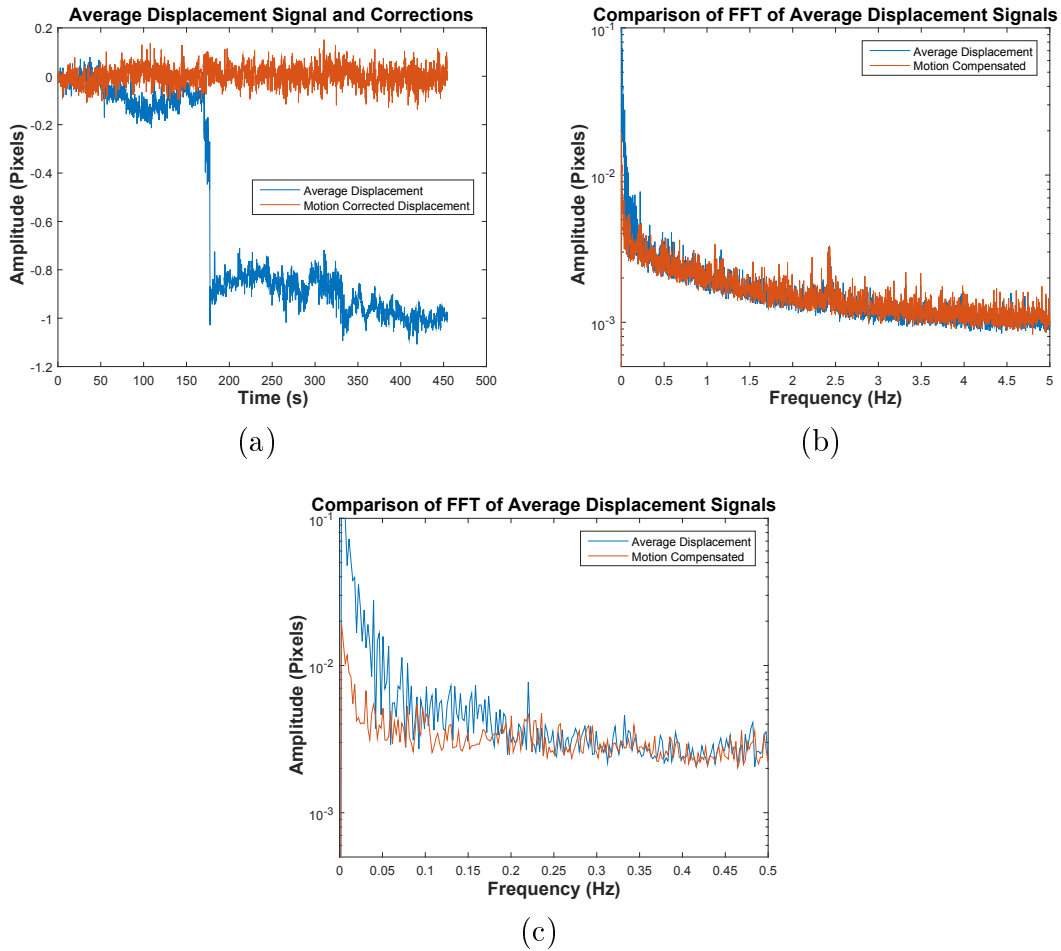 Average Displacement Signal and Corrections
0.2
0
-0.2
-0.4
-0.6
-0.8
-1
-1.2
Amplitude (Pixels)
Average Displacement
Motion Corrected Displacement
0 50 100 150 200 250 300 350 400 450 500
Time (s)
(a)
Comparison of FFT of Average Displacement Signals
10^-1
10^-2
10^-3
Amplitude (Pixels)
Average Displacement
Motion Compensated
0 0.5 1 1.5 2 2.5 3 3.5 4 4.5 5
Frequency (Hz)
(b)
Comparison of FFT of Average Displacement Signals
10^-1
10^-2
10^-3
Amplitude (Pixels)
Average Displacement
Motion Compensated
0 0.05 0.1 0.15 0.2 0.25 0.3 0.35 0.4 0.45 0.5
Frequency (Hz)
(c)